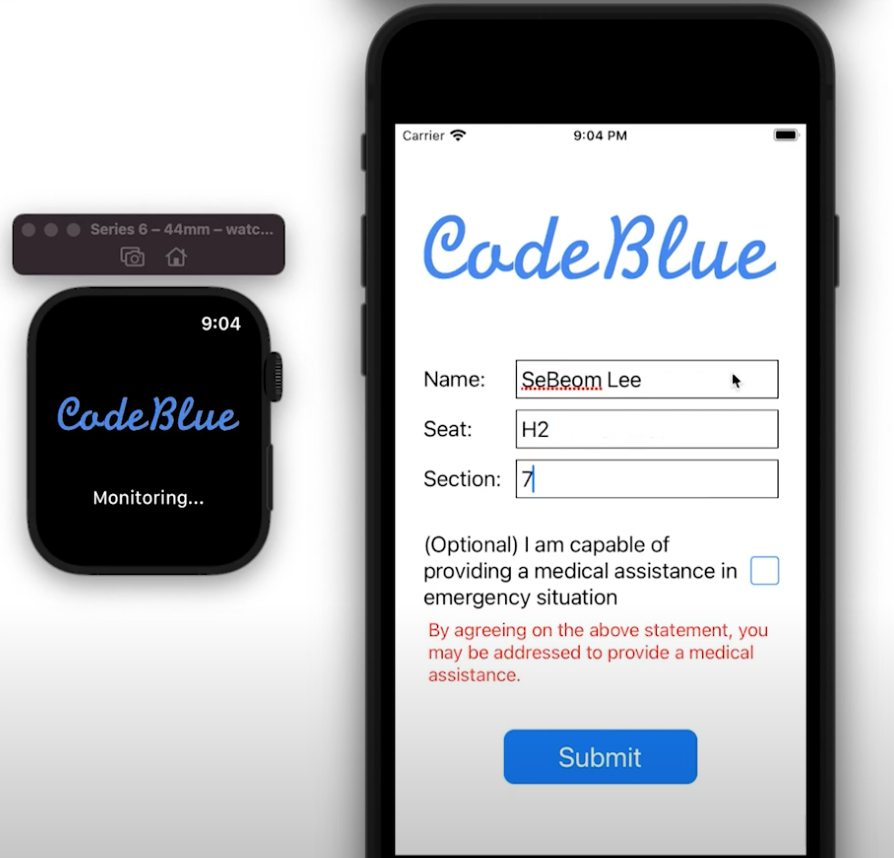 Series 6 – 44mm – watc...
9:04
CodeBlue
Monitoring...
Carrier
9:04 PM
CodeBlue
Name: SeBeom Lee
Seat: H2
Section: 7
(Optional) I am capable of
providing a medical assistance in
emergency situation
By agreeing on the above statement, you
may be addressed to provide a medical
assistance.
Submit